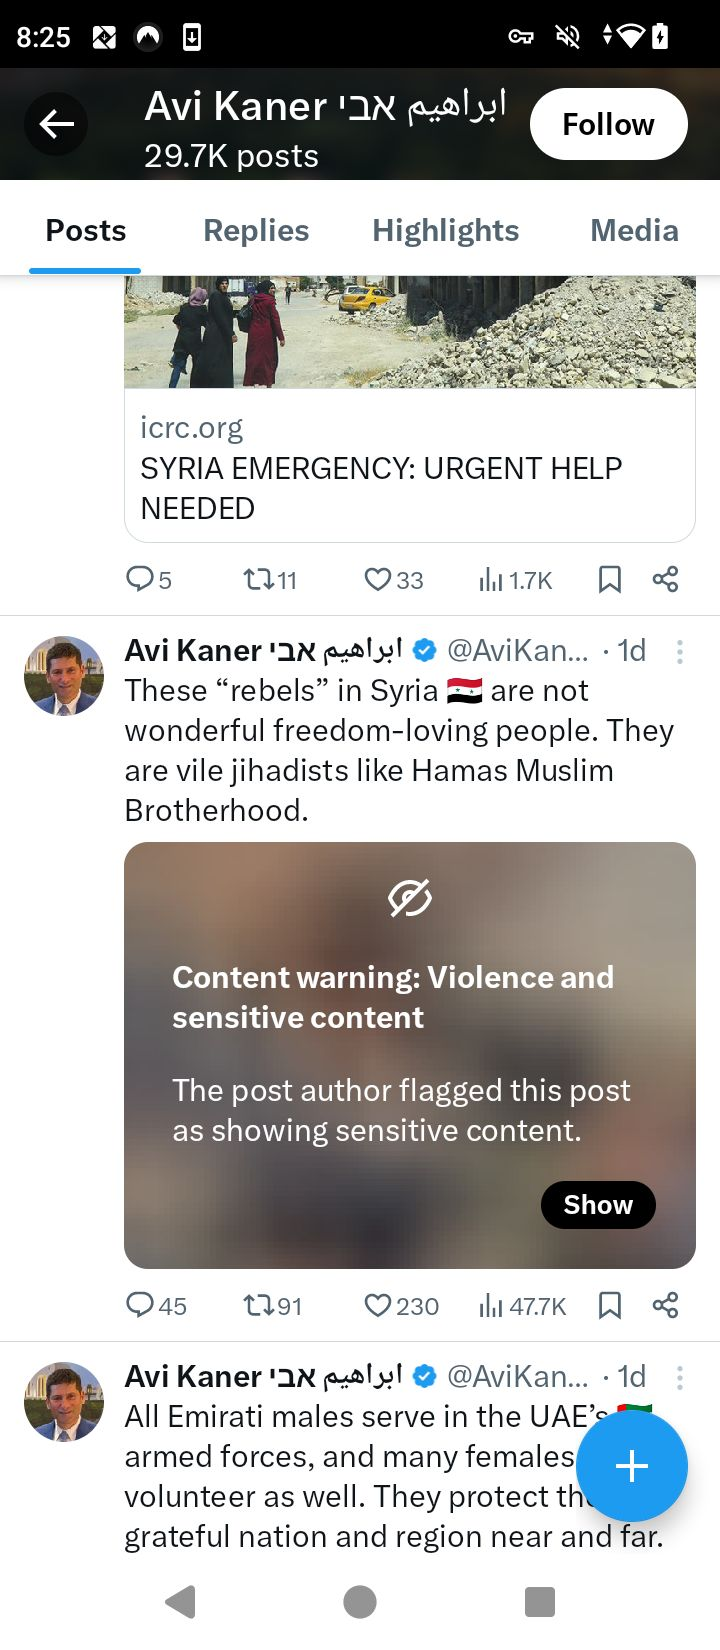 8:25
Avi Kaner ابراهيم אבי
29.7K posts
Follow
Posts
Replies
Highlights
Media
icrc.org
SYRIA EMERGENCY: URGENT HELP
NEEDED
5
11
33
1.7K
Avi Kaner ابراهيم אבי @AviKan... · 1d
These “rebels” in Syria 🇸🇾 are not
wonderful freedom-loving people. They
are vile jihadists like Hamas Muslim
Brotherhood.
Content warning: Violence and
sensitive content
The post author flagged this post
as showing sensitive content.
Show
45
91
230
47.7K
Avi Kaner ابراهيم אבי @AviKan... · 1d
All Emirati males serve in the UAE’s
armed forces, and many females
volunteer as well. They protect
grateful nation and region near and far.